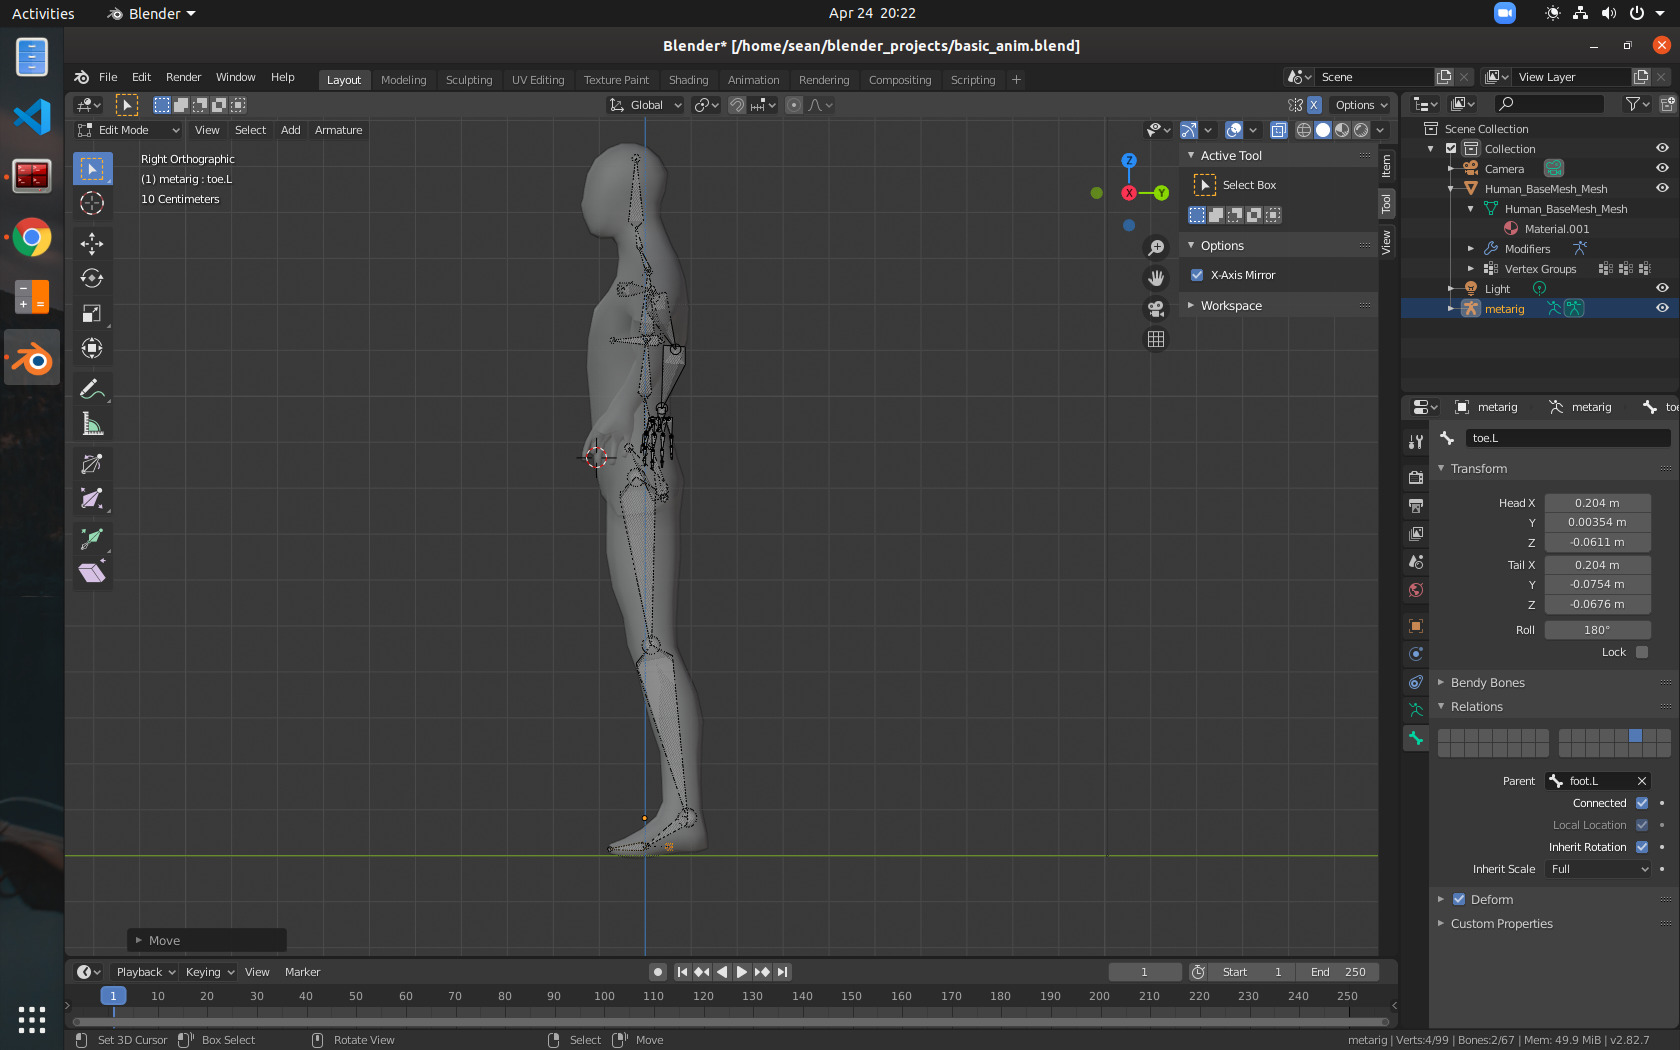 Activities
Blender
Apr 24 20:22
Blender* [/home/sean/blender_projects/basic_anim.blend]
File Edit Render Window Help
Layout Modeling Sculpting UV Editing Texture Paint Shading Animation Rendering Compositing Scripting +
Scene
View Layer
Global
X
Options
Edit Mode
View Select Add Armature
Right Orthographic
(1) metarig : toe.L
10 Centimeters
Z
X
Y
Active Tool
Select Box
Options
X-Axis Mirror
Workspace
Item
Tool
View
Scene Collection
Collection
Camera
Human_BaseMesh_Mesh
Human_BaseMesh_Mesh
Material.001
Modifiers
Vertex Groups
Light
metarig
metarig
metarig
toe.L
Transform
Head X 0.204 m
Y 0.00354 m
Z -0.0611 m
Tail X 0.204 m
Y -0.0754 m
Z -0.0676 m
Roll 180°
Lock
Bendy Bones
Relations
Parent foot.L
Connected
Local Location
Inherit Rotation
Inherit Scale Full
Deform
Custom Properties
Move
Playback Keying View Marker
1
Start 1
End 250
1 10 20 30 40 50 60 70 80 90 100 110 120 130 140 150 160 170 180 190 200 210 220 230 240 250
Set 3D Cursor Box Select Rotate View Select Move
metarig | Verts:4/99 | Bones:2/67 | Mem: 49.9 MiB | v2.82.7